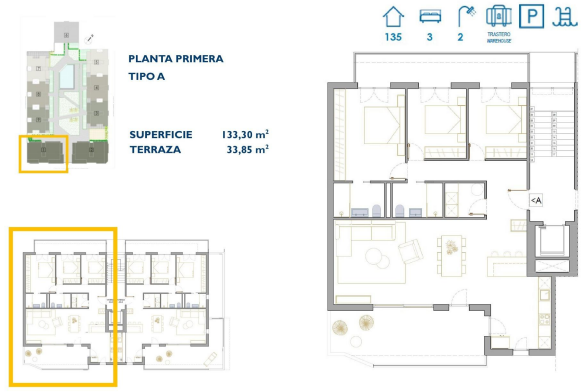 135
3
2
TRASTERO
WAREHOUSE
P
PLANTA PRIMERA
TIPO A
SUPERFICIE 133,30 m²
TERRAZA 33,85 m²
<A